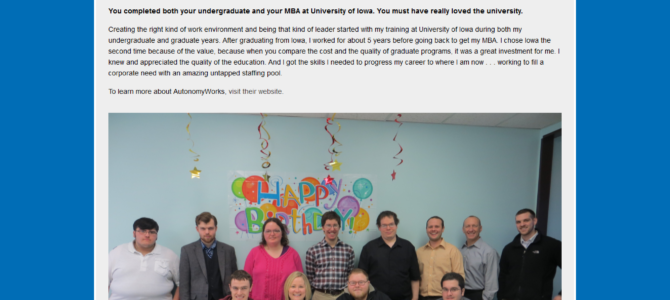 You completed both your undergraduate and your MBA at University of Iowa. You must have really loved the university.
Creating the right kind of work environment and being that kind of leader started with my training at University of Iowa during both my
undergraduate and graduate years. After graduating from Iowa, I worked for about 5 years before going back to get my MBA. I chose Iowa the
second time because of the value, because when you compare the cost and the quality of graduate programs, it was a great investment for me. I
knew and appreciated the quality of the education. And I got the skills I needed to progress my career to where I am now . . . working to fill a
corporate need with an amazing untapped staffing pool.
To learn more about AutonomyWorks, visit their website.
HAPPY
BiRTHDAY!